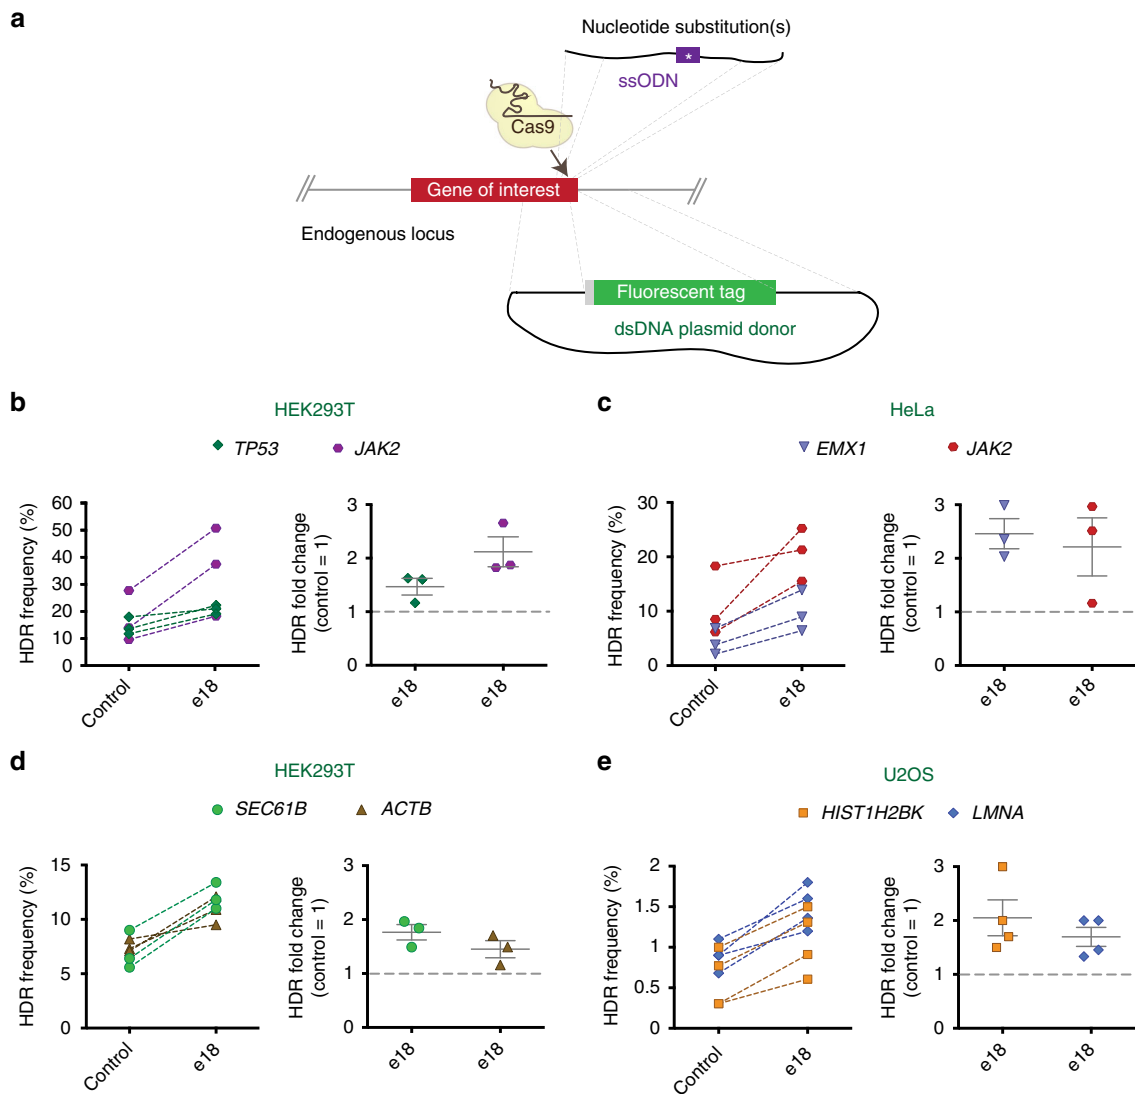 a
Nucleotide substitution(s)
*
ssODN
Cas9
Gene of interest
Endogenous locus
Fluorescent tag
dsDNA plasmid donor
b
HEK293T
TP53
JAK2
HDR frequency (%)
60
50
40
30
20
10
0
Control
e18
HDR fold change
(control = 1)
3
2
1
0
e18
e18
c
HeLa
EMX1
JAK2
HDR frequency (%)
30
20
10
0
Control
e18
HDR fold change
(control = 1)
3
2
1
0
e18
e18
d
HEK293T
SEC61B
ACTB
HDR frequency (%)
15
10
5
0
Control
e18
HDR fold change
(control = 1)
3
2
1
0
e18
e18
e
U2OS
HIST1H2BK
LMNA
HDR frequency (%)
2
1.5
1
0.5
0
Control
e18
HDR fold change
(control = 1)
3
2
1
0
e18
e18